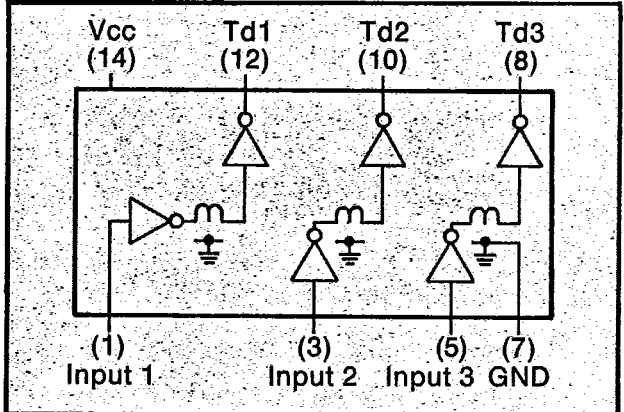 Vcc Td1 Td2 Td3
(14) (12) (10) (8)
(1) (3) (5) (7)
Input 1 Input 2 Input 3 GND